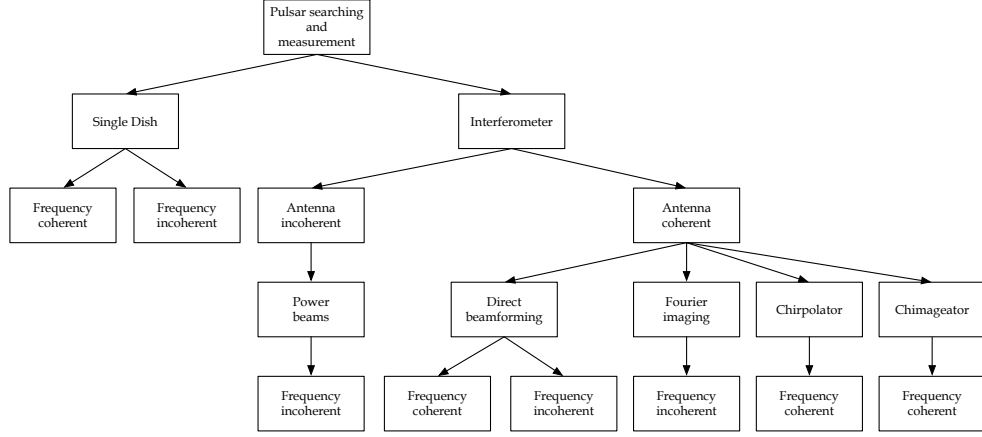 Pulsar searching
and
measurement
Single Dish
Interferometer
Frequency
coherent
Frequency
incoherent
Antenna
incoherent
Antenna
coherent
Power
beams
Direct
beamforming
Fourier
imaging
Chirpolator
Chimageator
Frequency
incoherent
Frequency
coherent
Frequency
incoherent
Frequency
incoherent
Frequency
coherent
Frequency
coherent